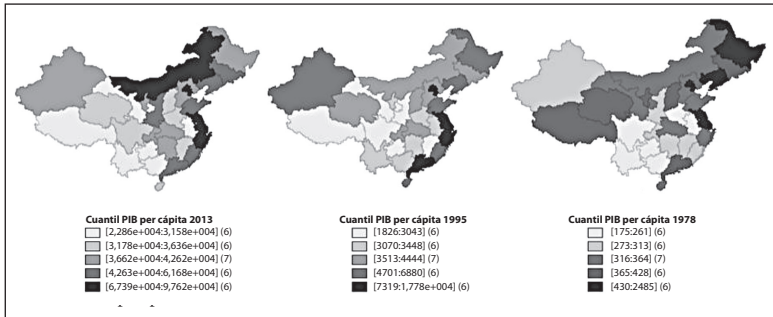 Cuantil PIB per cápita 2013
[2,286e+004:3,158e+004] (6)
[3,178e+004:3,636e+004] (6)
[3,662e+004:4,262e+004] (7)
[4,263e+004:6,168e+004] (6)
[6,739e+004:9,762e+004] (6)
Cuantil PIB per cápita 1995
[1826:3043] (6)
[3070:3448] (6)
[3513:4444] (7)
[4701:6880] (6)
[7319:1,778e+004] (6)
Cuantil PIB per cápita 1978
[175:261] (6)
[273:313] (6)
[316:364] (7)
[365:428] (6)
[430:2485] (6)